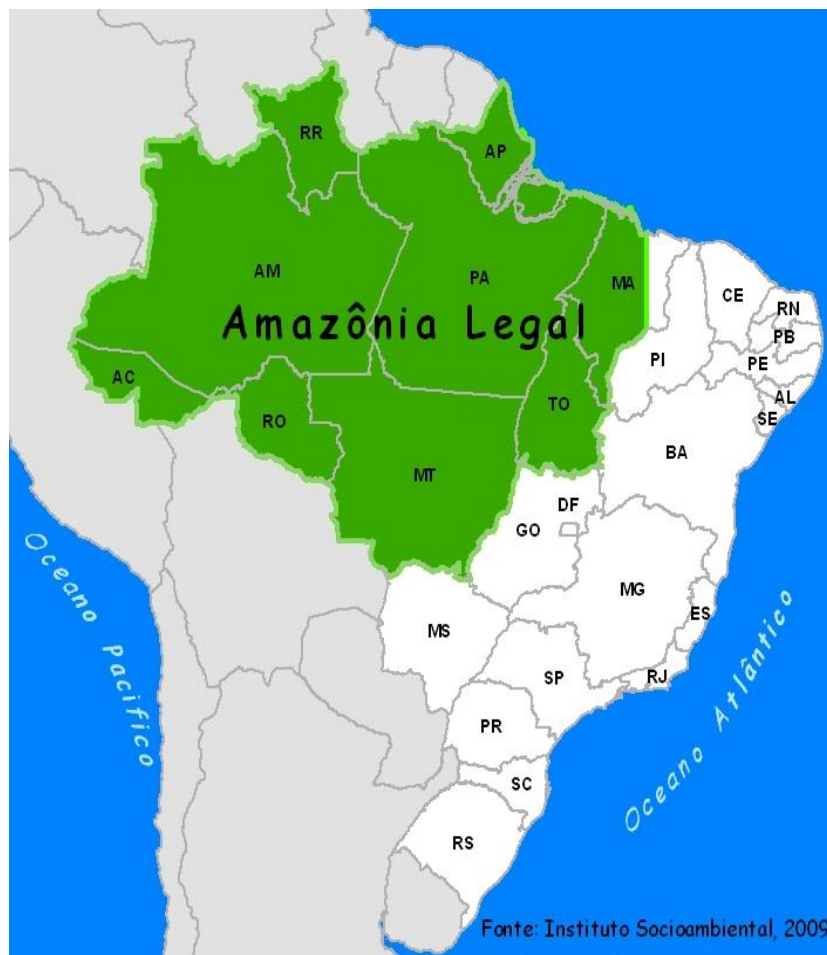 RR
AP
AM
PA
MA
CE
RN
PB
Amazônia Legal
PI
PE
AC
AL
TO
SE
RO
BA
MT
DF
GO
MG
ES
MS
SP
RJ
PR
SC
RS
Oceano Pacifico
Oceano Atlântico
Fonte: Instituto Socioambiental, 2009